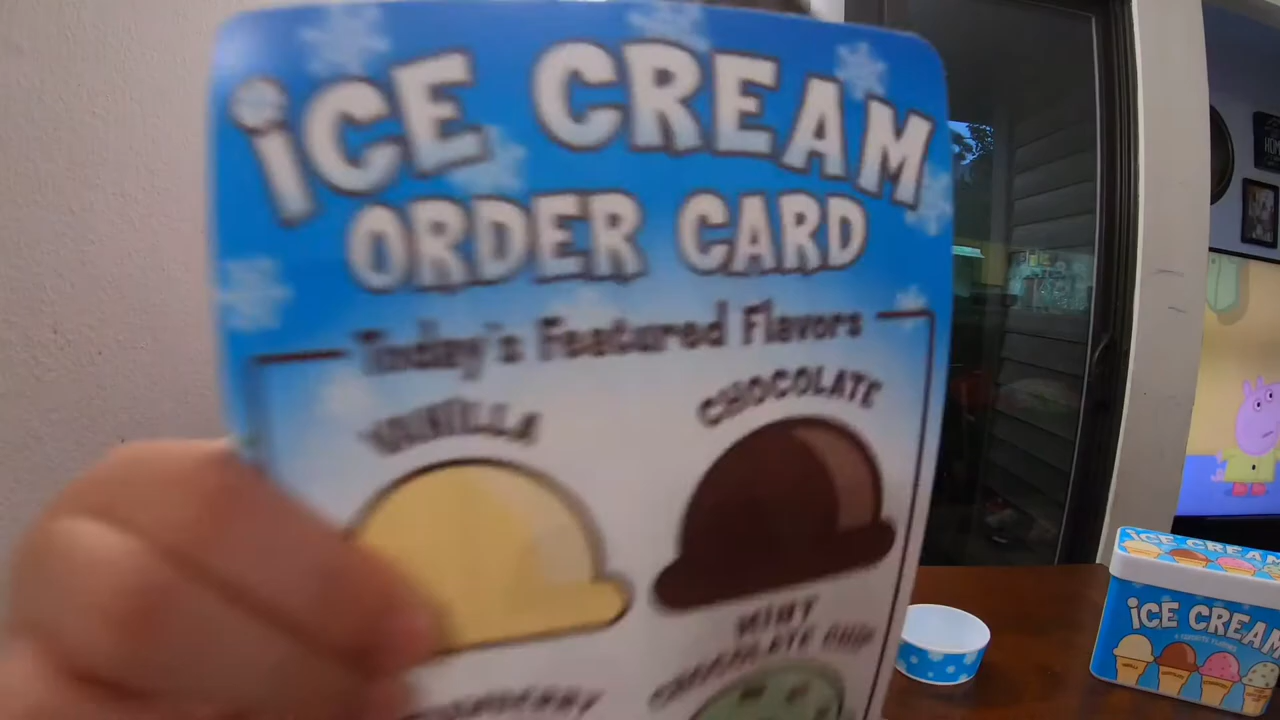 iCE CREAM
ORDER CARD
Today's Featured Flavors
VANILLA
CHOCOLATE
MINT
CHOCOLATE CHIP
iCE CREAM
iCE CREAM